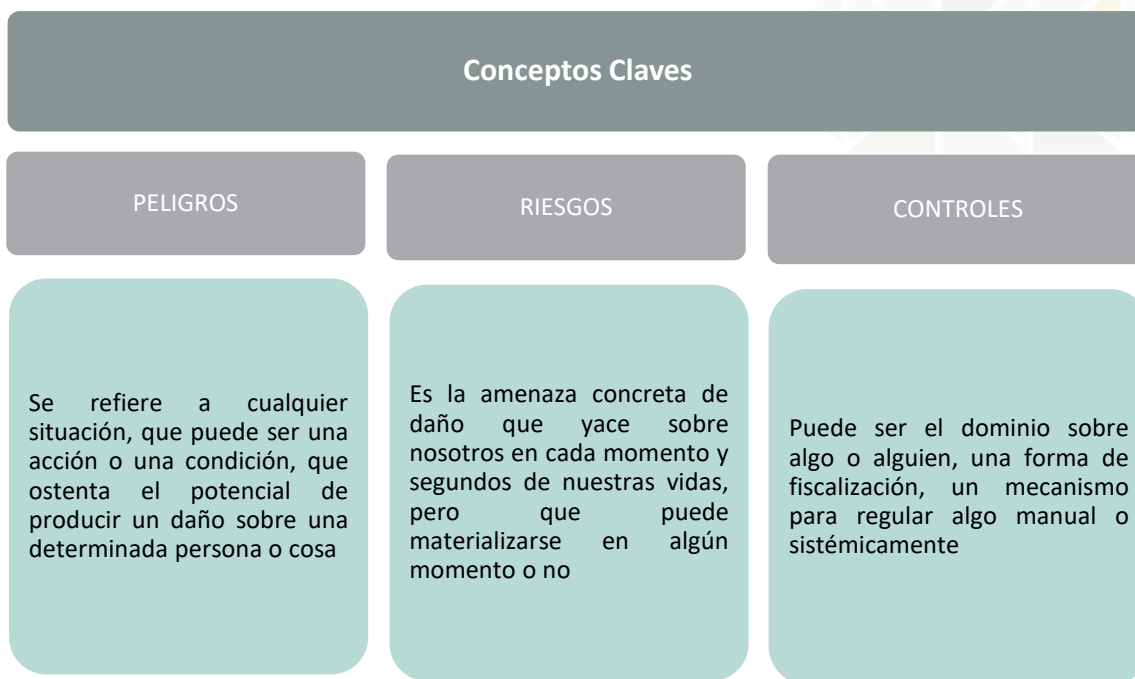 Conceptos Claves
PELIGROS
RIESGOS
CONTROLES
Se refiere a cualquier
situación, que puede ser una
acción o una condición, que
ostenta el potencial de
producir un daño sobre una
determinada persona o cosa
Es la amenaza concreta de
daño que yace sobre
nosotros en cada momento y
segundos de nuestras vidas,
pero que puede
materializarse en algún
momento o no
Puede ser el dominio sobre
algo o alguien, una forma de
fiscalización, un mecanismo
para regular algo manual o
sistémicamente